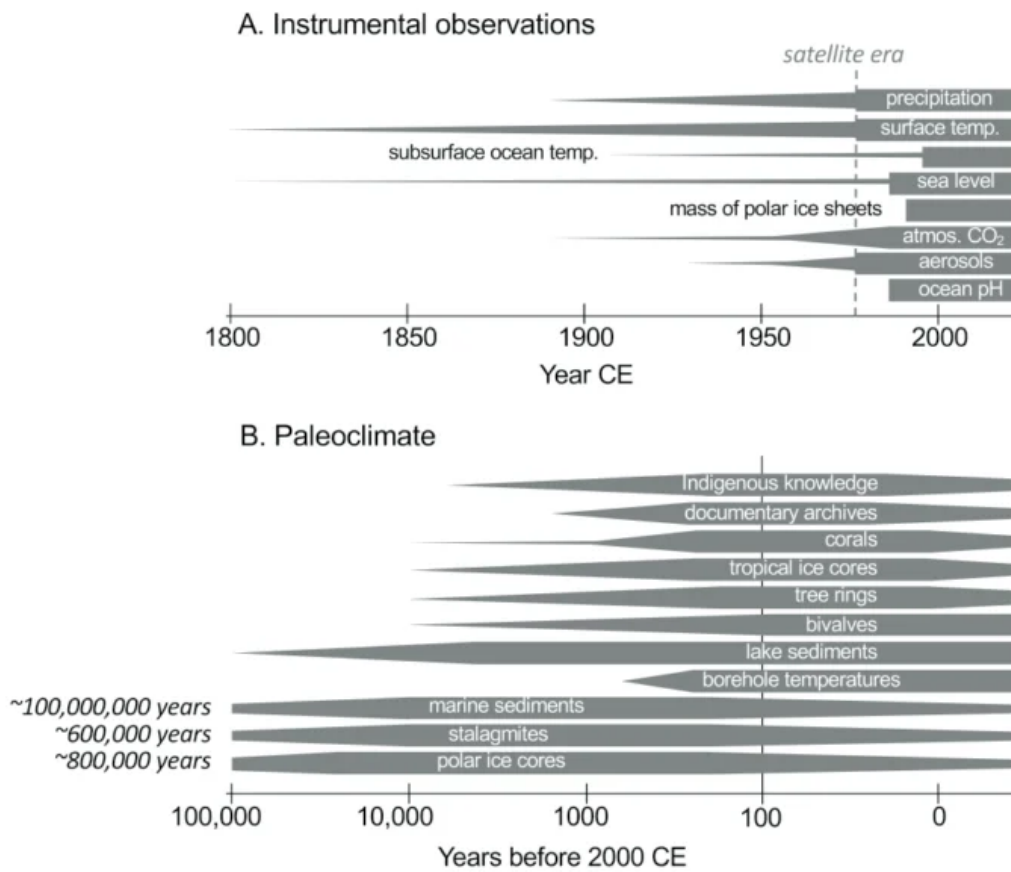 A. Instrumental observations
satellite era
precipitation
surface temp.
subsurface ocean temp.
sea level
mass of polar ice sheets
atmos. CO₂
aerosols
ocean pH
1800 1850 1900 1950 2000
Year CE
B. Paleoclimate
Indigenous knowledge
documentary archives
corals
tropical ice cores
tree rings
bivalves
lake sediments
borehole temperatures
~100,000,000 years marine sediments
~600,000 years stalagmites
~800,000 years polar ice cores
100,000 10,000 1000 100 0
Years before 2000 CE